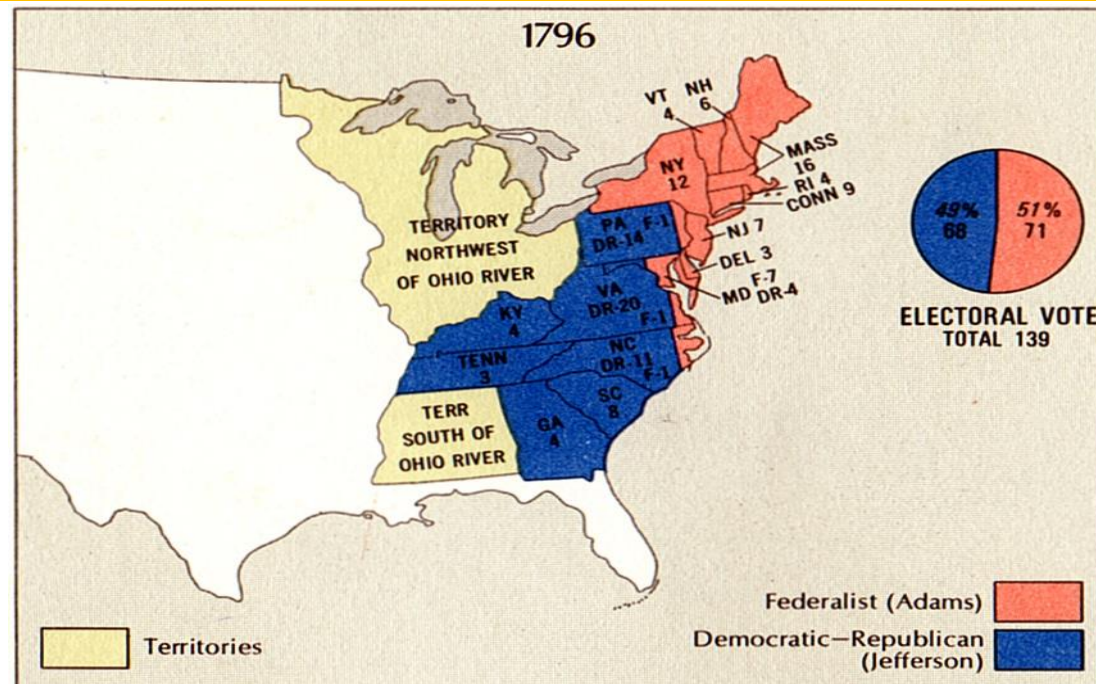 1796
VT
4
NH
6
MASS
16
RI 4
CONN 9
NY
12
NJ 7
DEL 3
MD F-7
DR-4
PA F-1
DR-14
VA
DR-20
F-1
KY
4
TENN
3
NC
DR-11
F-1
SC
8
GA
4
TERRITORY
NORTHWEST
OF OHIO RIVER
TERR
SOUTH OF
OHIO RIVER
49%
68
51%
71
ELECTORAL VOTE
TOTAL 139
Territories
Federalist (Adams)
Democratic—Republican
(Jefferson)